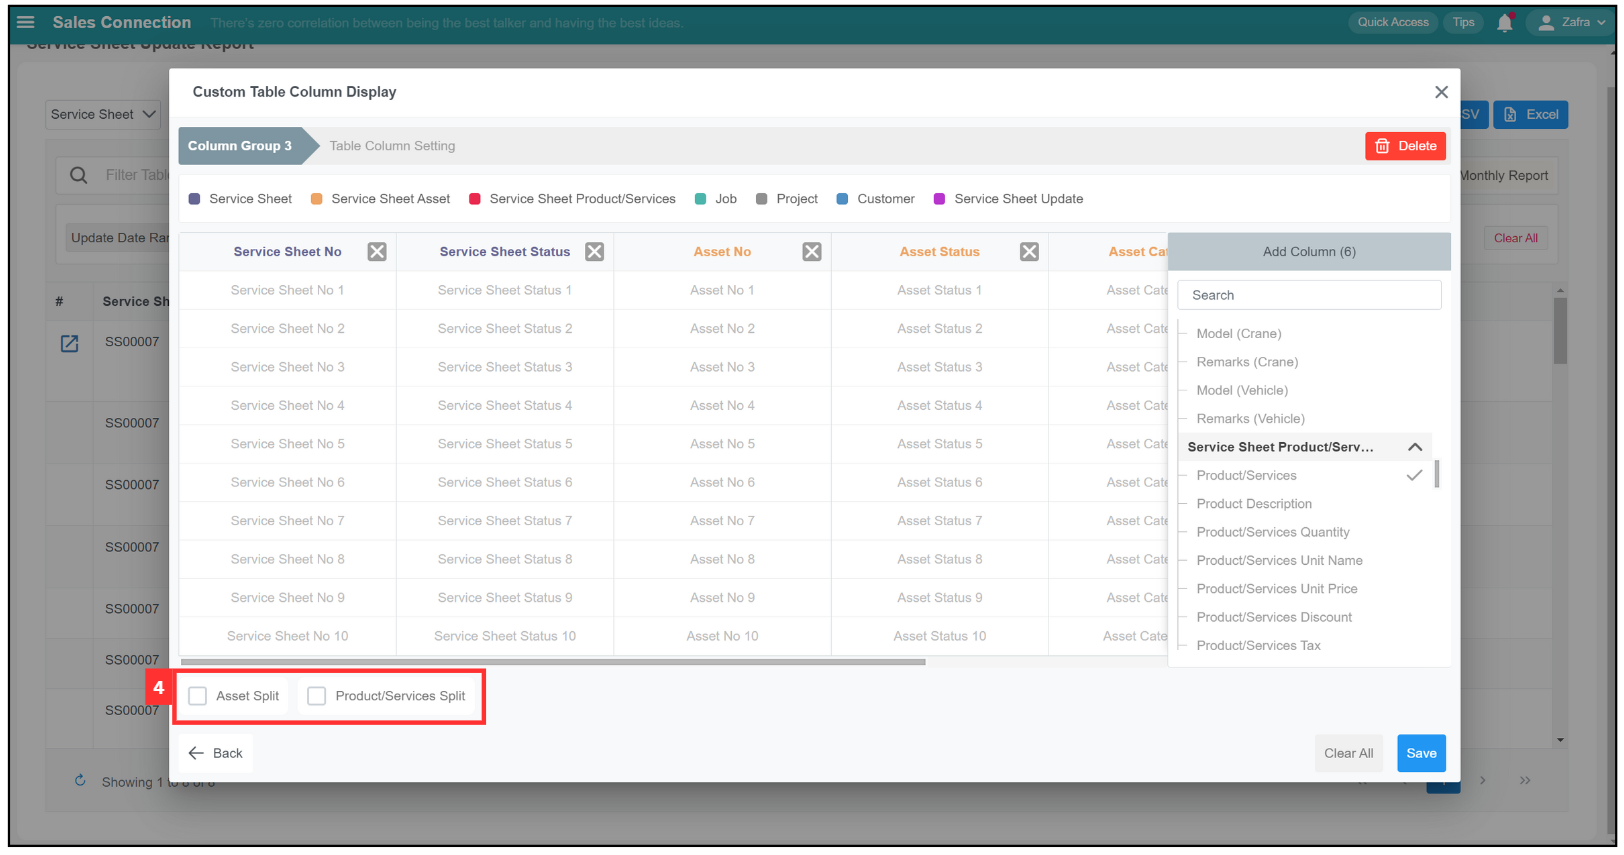 Sales Connection There's zero correlation between being the best talker and having the best ideas. Quick Access Tips Zafra
Service Sheet Update Report
Custom Table Column Display
Service Sheet
SV Excel
Column Group 3 Table Column Setting Delete
Filter Tabl
Monthly Report
Service Sheet Service Sheet Asset Service Sheet Product/Services Job Project Customer Service Sheet Update
Update Date Ran
Clear All
Service Sheet No Service Sheet Status Asset No Asset Status Asset Cat Add Column (6)
Service Sheet No 1 Service Sheet Status 1 Asset No 1 Asset Status 1 Asset Cate
Search
# Service Sh
Service Sheet No 2 Service Sheet Status 2 Asset No 2 Asset Status 2 Asset Cate
Model (Crane)
SS00007
Remarks (Crane)
Service Sheet No 3 Service Sheet Status 3 Asset No 3 Asset Status 3 Asset Cate
Model (Vehicle)
Service Sheet No 4 Service Sheet Status 4 Asset No 4 Asset Status 4 Asset Cate
Remarks (Vehicle)
SS00007
Service Sheet No 5 Service Sheet Status 5 Asset No 5 Asset Status 5 Asset Cate
Service Sheet Product/Serv...
Product/Services
Service Sheet No 6 Service Sheet Status 6 Asset No 6 Asset Status 6 Asset Cate
SS00007
Product Description
Service Sheet No 7 Service Sheet Status 7 Asset No 7 Asset Status 7 Asset Cate
Product/Services Quantity
SS00007
Service Sheet No 8 Service Sheet Status 8 Asset No 8 Asset Status 8 Asset Cate
Product/Services Unit Name
Product/Services Unit Price
Service Sheet No 9 Service Sheet Status 9 Asset No 9 Asset Status 9 Asset Cate
SS00007
Product/Services Discount
Service Sheet No 10 Service Sheet Status 10 Asset No 10 Asset Status 10 Asset Cate
Product/Services Tax
SS00007
4 Asset Split Product/Services Split
SS00007
Back Clear All Save
Showing 1 to 6 of 6